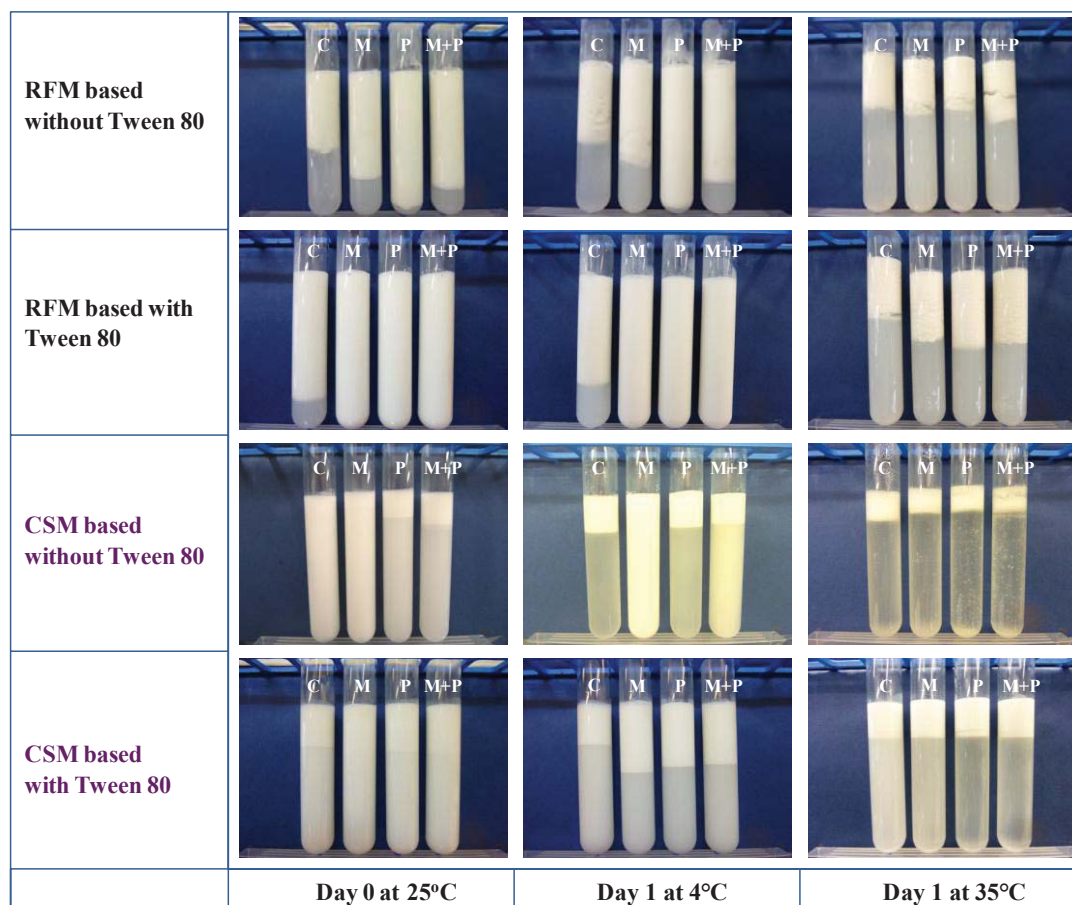 C M P M+P
C M P M+P
C M P M+P
RFM based
without Tween 80
C M P M+P
C M P M+P
C M P M+P
RFM based with
Tween 80
C M P M+P
C M P M+P
C M P M+P
CSM based
without Tween 80
C M P M+P
C M P M+P
C M P M+P
CSM based
with Tween 80
Day 0 at 25°C
Day 1 at 4°C
Day 1 at 35°C